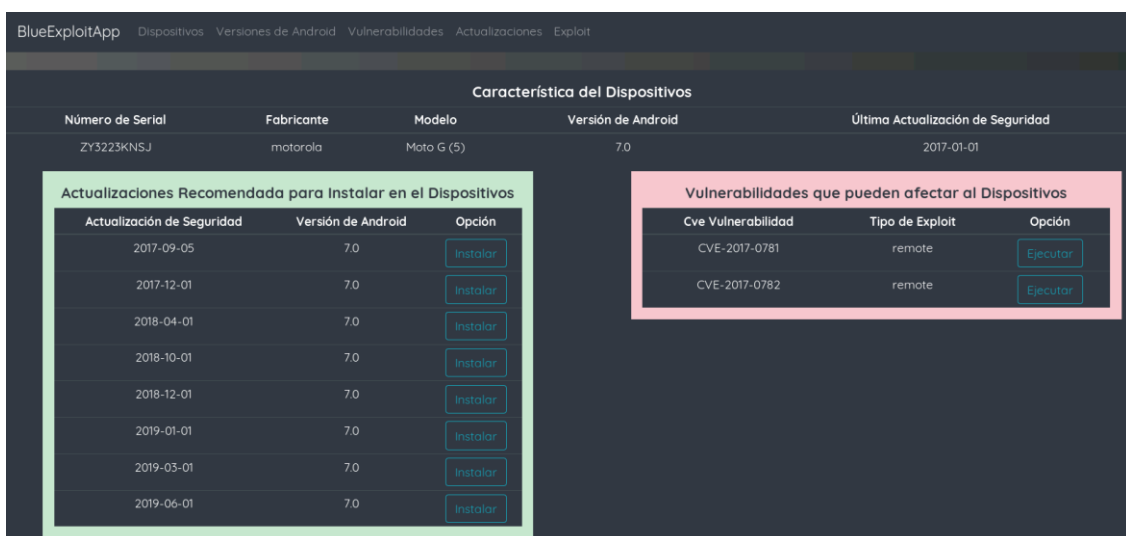 BlueExploitApp Dispositivos Versiones de Android Vulnerabilidades Actualizaciones Exploit
Característica del Dispositivos
Número de Serial Fabricante Modelo Versión de Android Última Actualización de Seguridad
ZY3223KNSJ motorola Moto G (5) 7.0 2017-01-01
Actualizaciones Recomendada para Instalar en el Dispositivos
Actualización de Seguridad Versión de Android Opción
2017-09-05 7.0 Instalar
2017-12-01 7.0 Instalar
2018-04-01 7.0 Instalar
2018-10-01 7.0 Instalar
2018-12-01 7.0 Instalar
2019-01-01 7.0 Instalar
2019-03-01 7.0 Instalar
2019-06-01 7.0 Instalar
Vulnerabilidades que pueden afectar al Dispositivos
Cve Vulnerabilidad Tipo de Exploit Opción
CVE-2017-0781 remote Ejecutar
CVE-2017-0782 remote Ejecutar